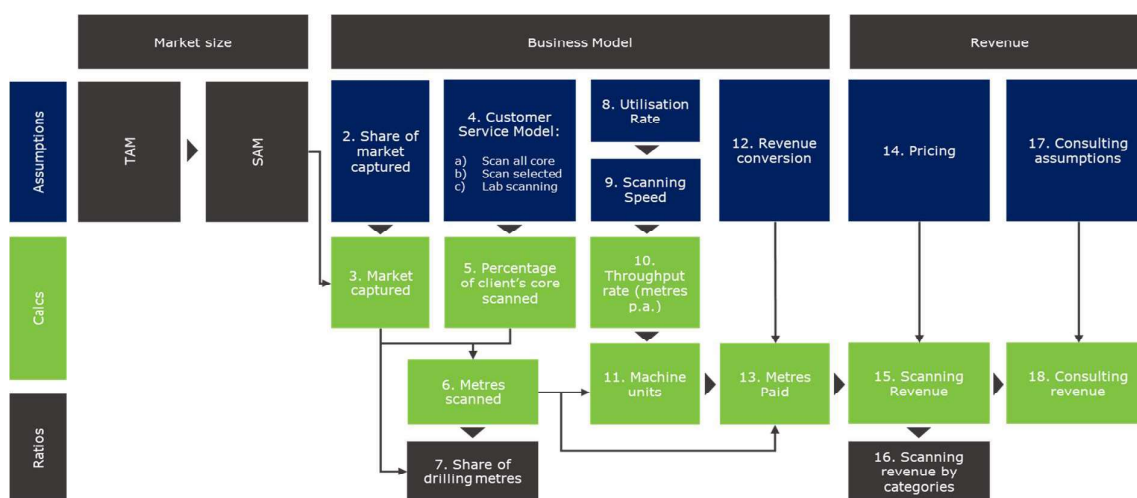 Market size
Business Model
Revenue
Assumptions
TAM
SAM
2. Share of
market
captured
4. Customer
Service Model:
a) Scan all core
b) Scan selected
c) Lab scanning
8. Utilisation
Rate
9. Scanning
Speed
12. Revenue
conversion
14. Pricing
17. Consulting
assumptions
Calcs
3. Market
captured
5. Percentage
of client's core
scanned
10.
Throughput
rate (metres
p.a.)
6. Metres
scanned
11. Machine
units
13. Metres
Paid
15. Scanning
Revenue
18. Consulting
revenue
Ratios
7. Share of
drilling metres
16. Scanning
revenue by
categories